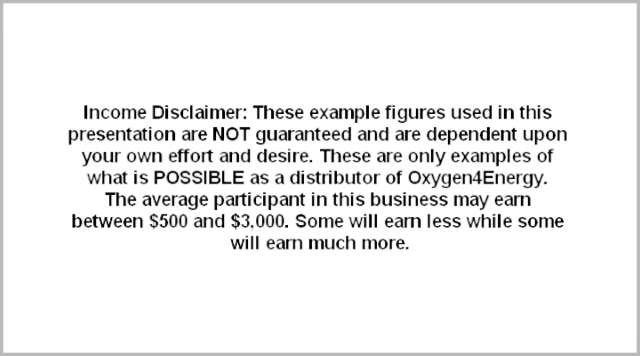 Income Disclaimer: These example figures used in this
presentation are NOT guaranteed and are dependent upon
your own effort and desire. These are only examples of
what is POSSIBLE as a distributor of Oxygen4Energy.
The average participant in this business may earn
between $500 and $3,000. Some will earn less while some
will earn much more.